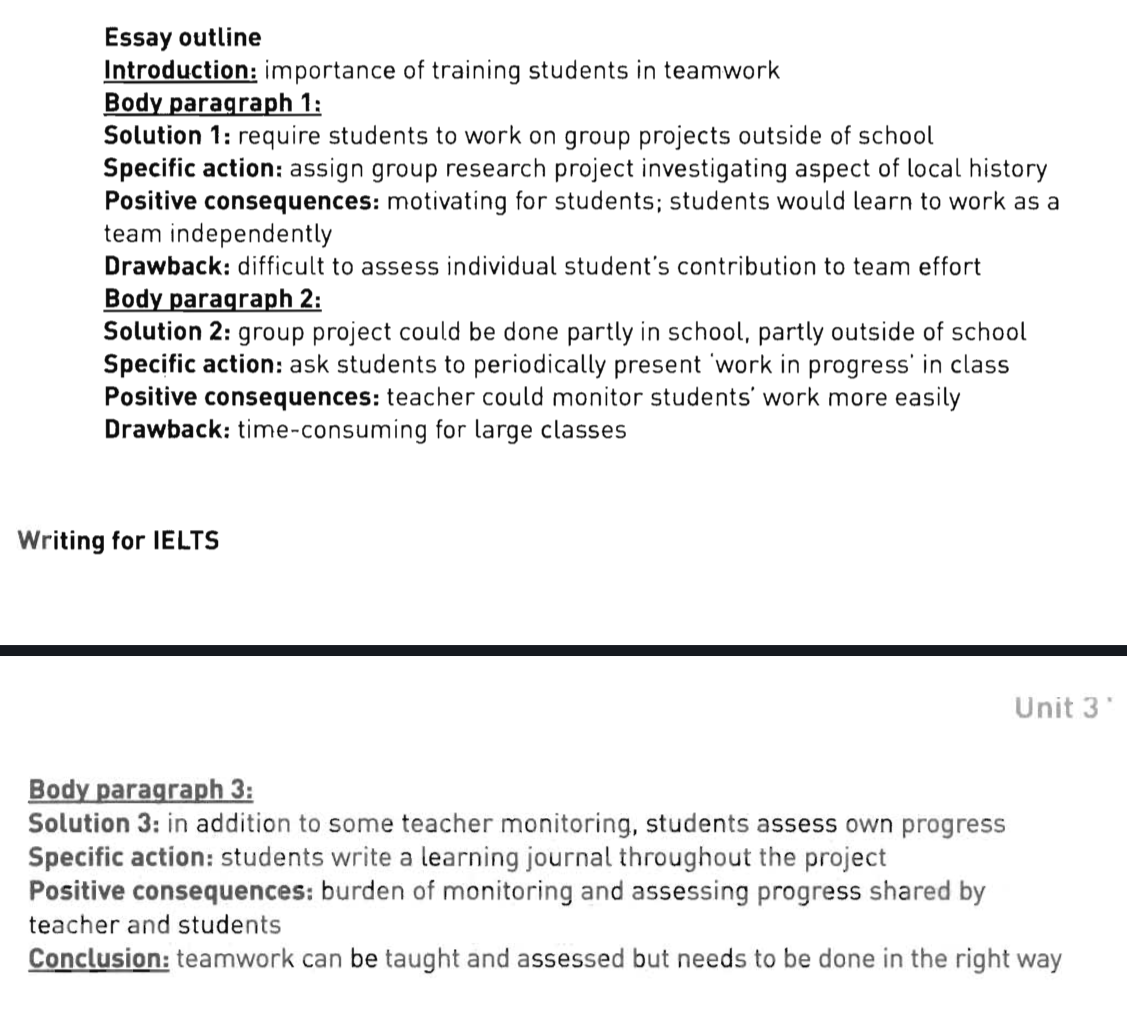 Essay outline
Introduction: importance of training students in teamwork
Body paragraph 1:
Solution 1: require students to work on group projects outside of school
Specific action: assign group research project investigating aspect of local history
Positive consequences: motivating for students; students would learn to work as a
team independently
Drawback: difficult to assess individual student's contribution to team effort
Body paragraph 2:
Solution 2: group project could be done partly in school, partly outside of school
Specific action: ask students to periodically present 'work in progress' in class
Positive consequences: teacher could monitor students' work more easily
Drawback: time-consuming for large classes
Writing for IELTS
Unit 3
Body paragraph 3:
Solution 3: in addition to some teacher monitoring, students assess own progress
Specific action: students write a learning journal throughout the project
Positive consequences: burden of monitoring and assessing progress shared by
teacher and students
Conclusion: teamwork can be taught and assessed but needs to be done in the right way